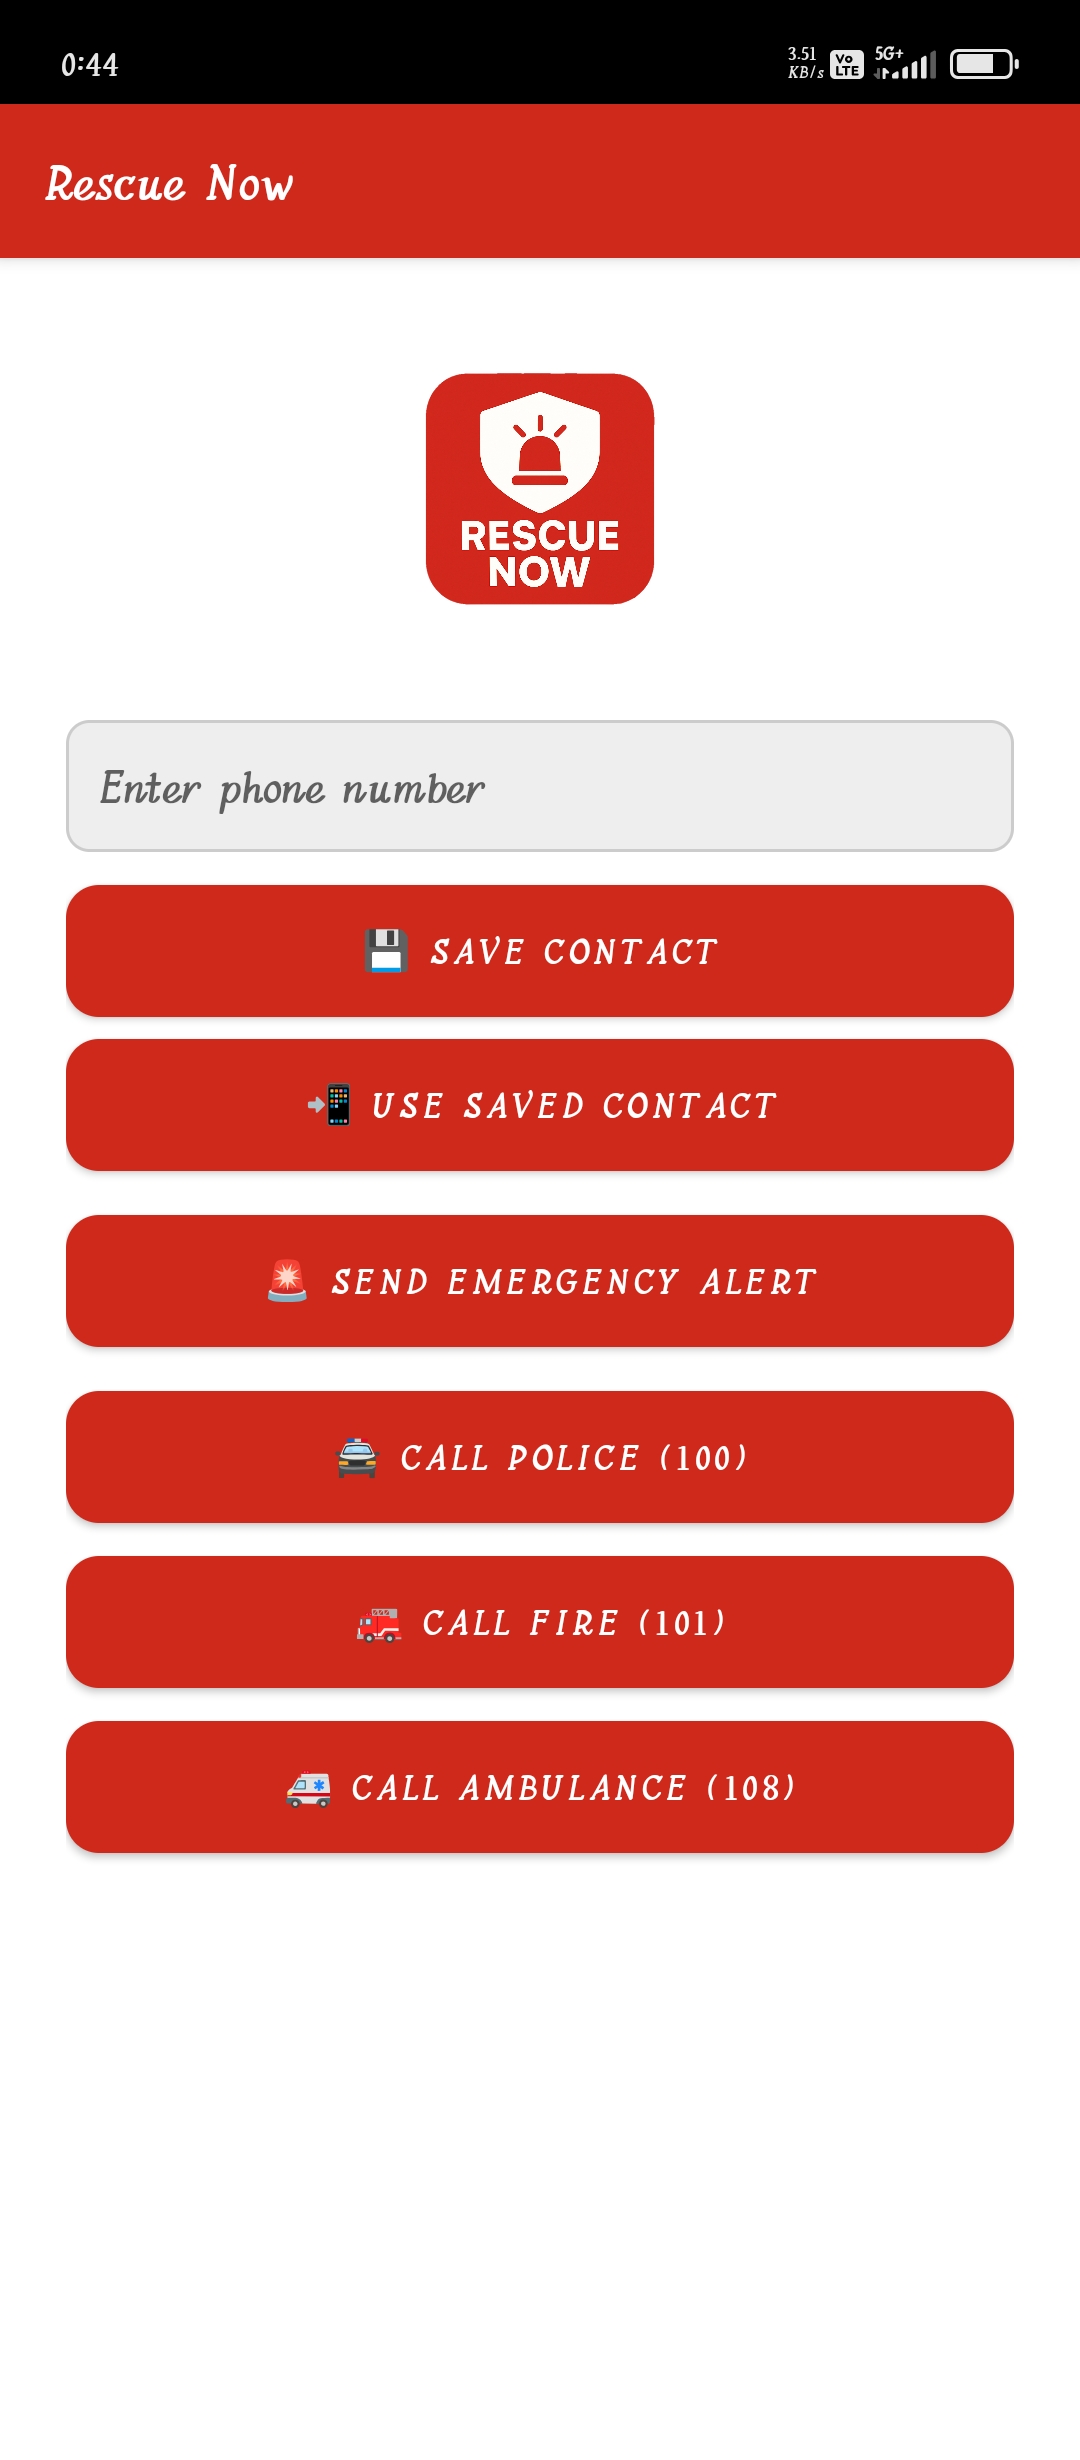 0:44
3.51
KB/s
Vo
LTE
5G+
Rescue Now
RESCUE
NOW
Enter phone number
SAVE CONTACT
USE SAVED CONTACT
SEND EMERGENCY ALERT
CALL POLICE (100)
CALL FIRE (101)
CALL AMBULANCE (108)